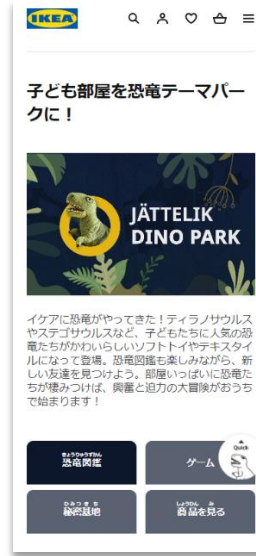 IKEA
子ども部屋を恐竜テーマパー
クに！
JÄTTELIK
DINO PARK
イケアに恐竜がやってきた！ティラノサウルス
やステゴサウルスなど、子どもたちに人気の恐
竜たちがかわいらしいソフトトイやテキスタイ
ルになって登場。恐竜図鑑も楽しみながら、新
しい友達を見つけよう。部屋いっぱいに恐竜た
ちが棲みつけば、興奮と迫力の大冒険がおうち
で始まります！
きょうりゅうずかん
恐竜図鑑
ゲーム
Quick
ひみつきち
秘密基地
しょうひん み
商品を見る